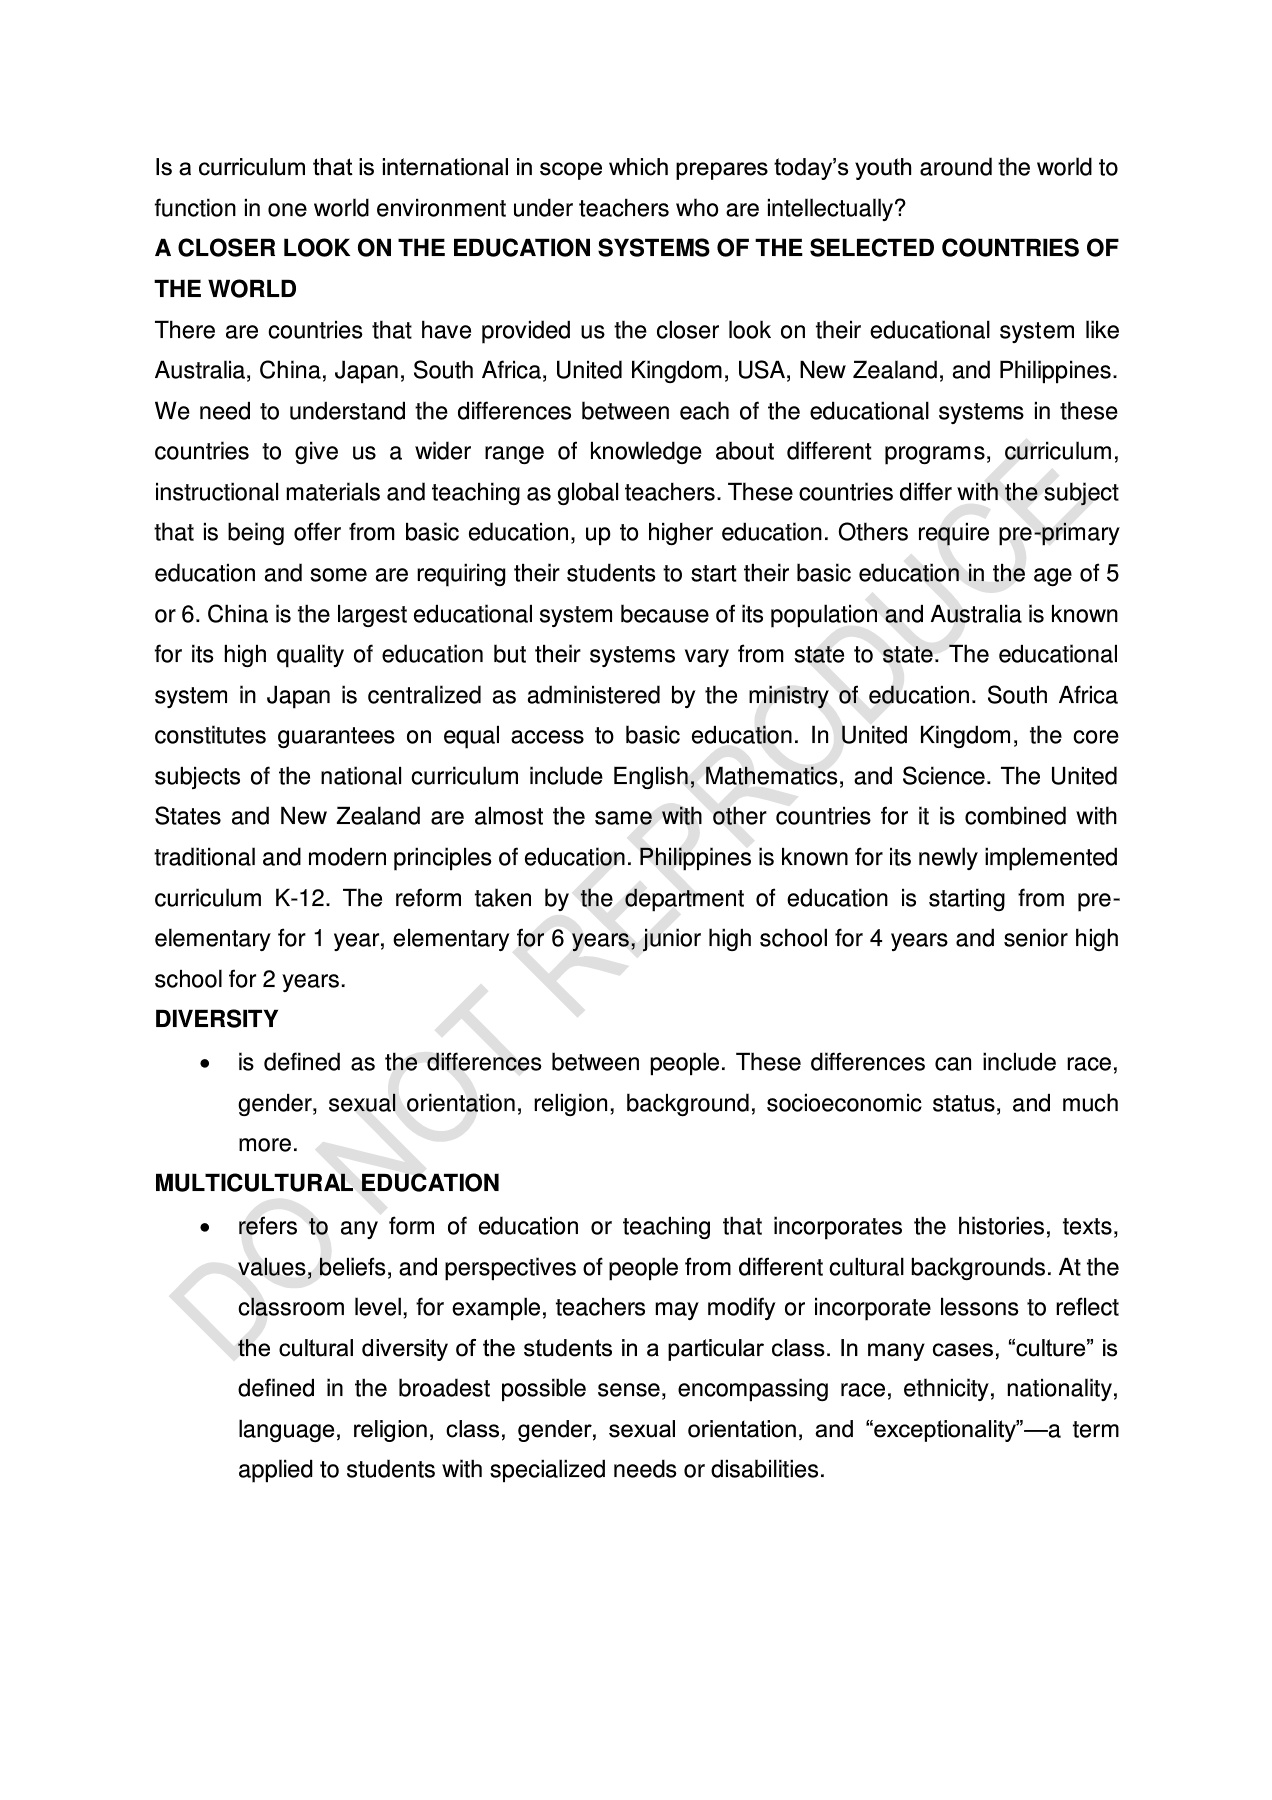 Is a curriculum that is international in scope which prepares today’s youth around the world to
function in one world environment under teachers who are intellectually?
A CLOSER LOOK ON THE EDUCATION SYSTEMS OF THE SELECTED COUNTRIES OF
THE WORLD
There are countries that have provided us the closer look on their educational system like
Australia, China, Japan, South Africa, United Kingdom, USA, New Zealand, and Philippines.
We need to understand the differences between each of the educational systems in these
countries to give us a wider range of knowledge about different programs, curriculum,
instructional materials and teaching as global teachers. These countries differ with the subject
that is being offer from basic education, up to higher education. Others require pre-primary
education and some are requiring their students to start their basic education in the age of 5
or 6. China is the largest educational system because of its population and Australia is known
for its high quality of education but their systems vary from state to state. The educational
system in Japan is centralized as administered by the ministry of education. South Africa
constitutes guarantees on equal access to basic education. In United Kingdom, the core
subjects of the national curriculum include English, Mathematics, and Science. The United
States and New Zealand are almost the same with other countries for it is combined with
traditional and modern principles of education. Philippines is known for its newly implemented
curriculum K-12. The reform taken by the department of education is starting from pre-
elementary for 1 year, elementary for 6 years, junior high school for 4 years and senior high
school for 2 years.
DIVERSITY
• is defined as the differences between people. These differences can include race,
gender, sexual orientation, religion, background, socioeconomic status, and much
more.
MULTICULTURAL EDUCATION
• refers to any form of education or teaching that incorporates the histories, texts,
values, beliefs, and perspectives of people from different cultural backgrounds. At the
classroom level, for example, teachers may modify or incorporate lessons to reflect
the cultural diversity of the students in a particular class. In many cases, “culture” is
defined in the broadest possible sense, encompassing race, ethnicity, nationality,
language, religion, class, gender, sexual orientation, and “exceptionality”—a term
applied to students with specialized needs or disabilities.
DO NOT REPRODUCE